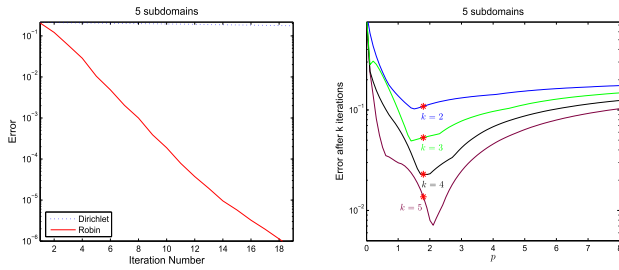 5 subdomains
10⁻¹
10⁻²
10⁻³
10⁻⁴
10⁻⁵
10⁻⁶
Error
2 4 6 8 10 12 14 16 18
Iteration Number
Dirichlet
Robin
5 subdomains
10⁻¹
10⁻²
Error after k iterations
0 1 2 3 4 5 6 7 8
p
k = 2
k = 3
k = 4
k = 5